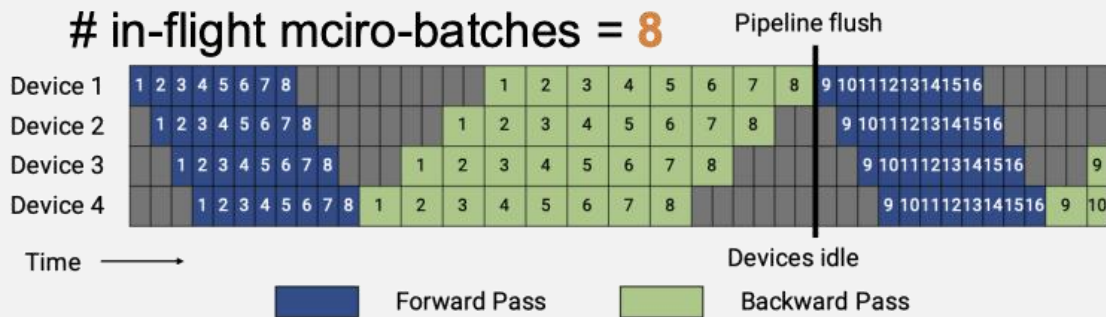 # in-flight mciro-batches = 8
Pipeline flush
Device 1 1 2 3 4 5 6 7 8 1 2 3 4 5 6 7 8 9 10 11 12 13 14 15 16
Device 2 1 2 3 4 5 6 7 8 1 2 3 4 5 6 7 8 9 10 11 12 13 14 15 16
Device 3 1 2 3 4 5 6 7 8 1 2 3 4 5 6 7 8 9 10 11 12 13 14 15 16 9
Device 4 1 2 3 4 5 6 7 8 1 2 3 4 5 6 7 8 9 10 11 12 13 14 15 16 9 10
Time
Devices idle
Forward Pass
Backward Pass